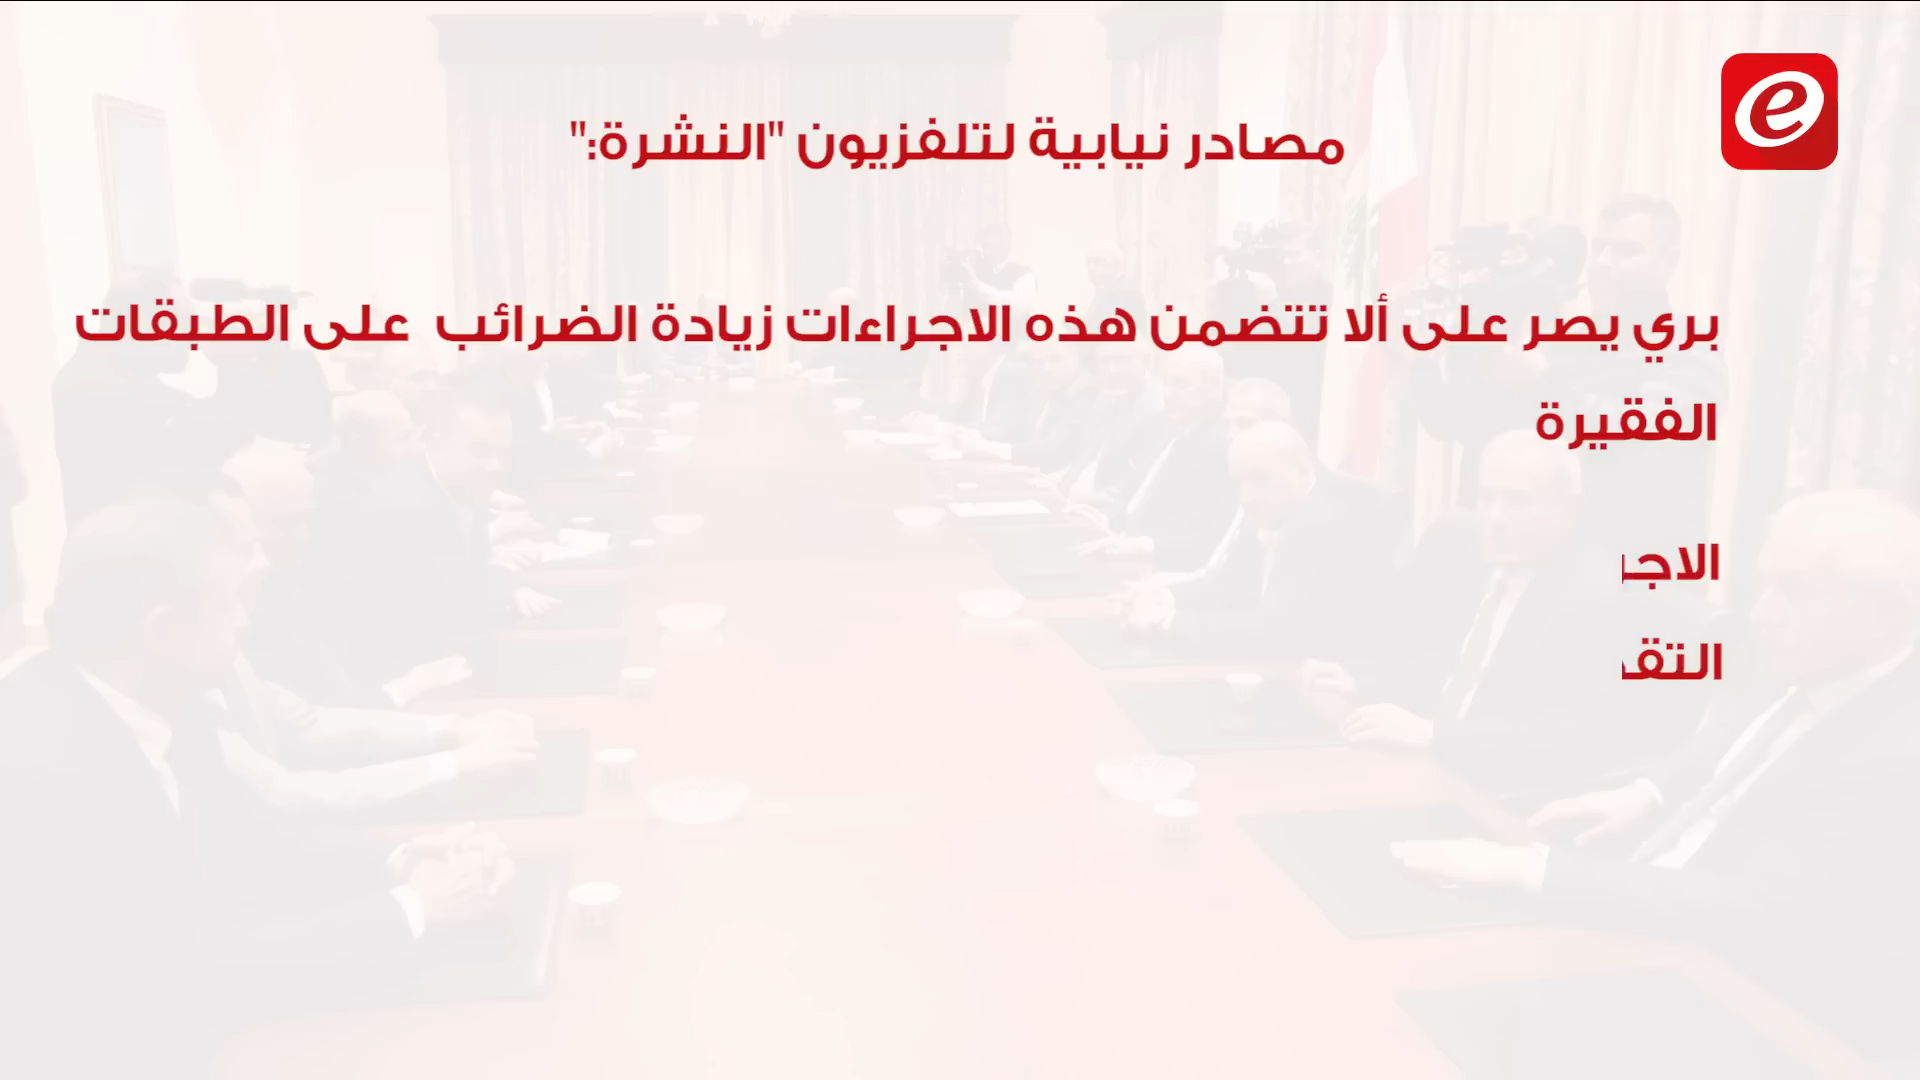 مصادر نيابية لتلفزيون "النشرة:"
بري يصر على ألا تتضمن هذه الاجراءات زيادة الضرائب على الطبقات
الفقيرة